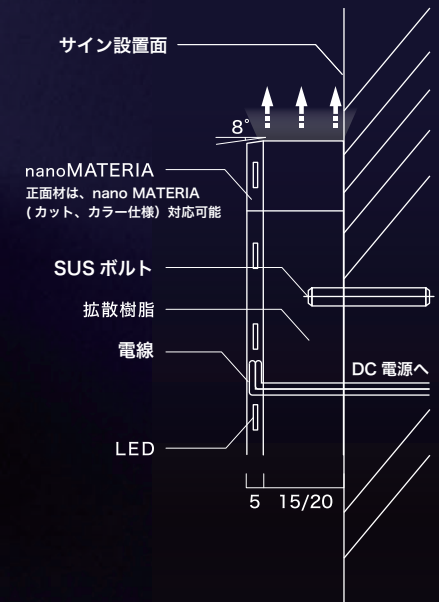 サイン設置面
8°
nanoMATERIA
正面材は、nano MATERIA
(カット、カラー仕様）対応可能
SUS ボルト
拡散樹脂
電線
DC 電源へ
LED
5 15/20